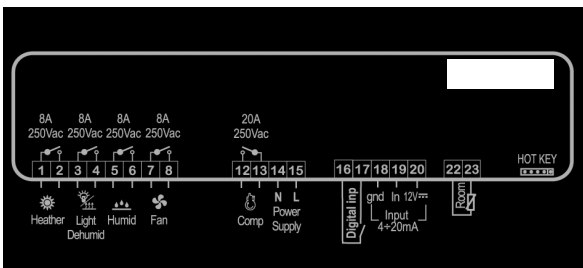 8A 8A 8A 8A 20A
250Vac 250Vac 250Vac 250Vac 250Vac
HOT KEY
1 2 3 4 5 6 7 8 12 13 14 15 16 17 18 19 20 22 23
Heather
Light
Dehumid
Humid
Fan
Comp
N L
Power
Supply
Digital inp
gnd In 12V
Input
4÷20mA
Room